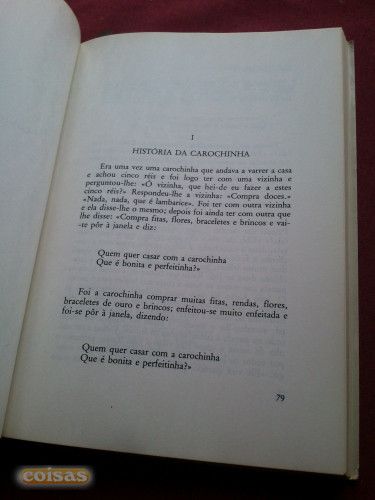 I
HISTÓRIA DA CAROCHINHA
Era uma vez uma carochinha que andava a varrer a casa
e achou cinco réis e foi logo ter com uma vizinha e
perguntou-lhe: «Ó vizinha, que hei-de eu fazer a estes
cinco réis?» Respondeu-lhe a vizinha: «Compra doces.»
«Nada, nada, que é lambarice». Foi ter com outra vizinha
e ela disse-lhe o mesmo; depois foi ainda ter com outra que
lhe disse: «Compra fitas, flores, braceletes e brincos e vai-
-te pôr à janela e diz:
Quem quer casar com a carochinha
Que é bonita e perfeitinha?»
Foi a carochinha comprar muitas fitas, rendas, flores,
braceletes de ouro e brincos; enfeitou-se muito enfeitada e
foi-se pôr à janela, dizendo:
Quem quer casar com a carochinha
Que é bonita e perfeitinha?»
79
coisas